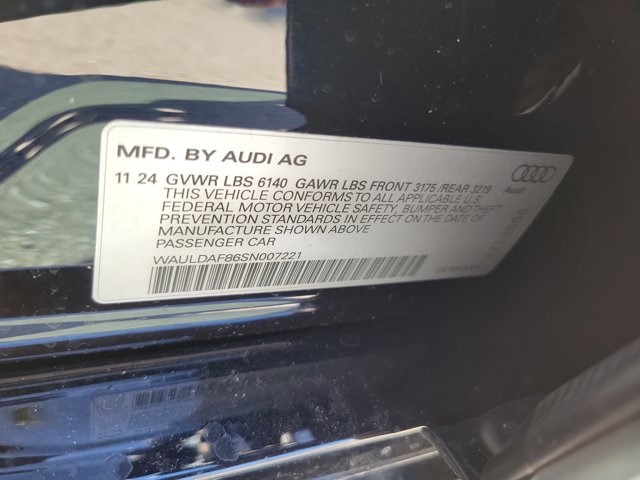 MFD. BY AUDI AG
11 24 GVWR LBS 6140 GAWR LBS FRONT 3175 /REAR 3219
THIS VEHICLE CONFORMS TO ALL APPLICABLE U.S.
FEDERAL MOTOR VEHICLE SAFETY, BUMPER AND THEFT
PREVENTION STANDARDS IN EFFECT ON THE DATE OF
MANUFACTURE SHOWN ABOVE
PASSENGER CAR
WAULDAF86SN007221
Audi